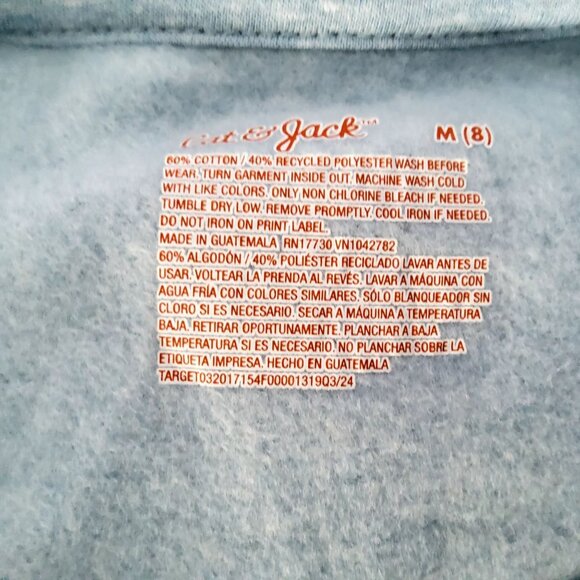 Cat & Jack™
M (8)
60% COTTON / 40% RECYCLED POLYESTER WASH BEFORE
WEAR. TURN GARMENT INSIDE OUT. MACHINE WASH COLD
WITH LIKE COLORS. ONLY NON CHLORINE BLEACH IF NEEDED.
TUMBLE DRY LOW. REMOVE PROMPTLY. COOL IRON IF NEEDED.
DO NOT IRON ON PRINT LABEL.
MADE IN GUATEMALA RN17730 VN1042782
60% ALGODÓN / 40% POLIÉSTER RECICLADO LAVAR ANTES DE
USAR. VOLTEAR LA PRENDA AL REVÉS. LAVAR A MÁQUINA CON
AGUA FRÍA CON COLORES SIMILARES. SÓLO BLANQUEADOR SIN
CLORO SI ES NECESARIO. SECAR A MÁQUINA A TEMPERATURA
BAJA. RETIRAR OPORTUNAMENTE. PLANCHAR A BAJA
TEMPERATURA SI ES NECESARIO. NO PLANCHAR SOBRE LA
ETIQUETA IMPRESA. HECHO EN GUATEMALA
TARGET032017154F00001319Q3/24